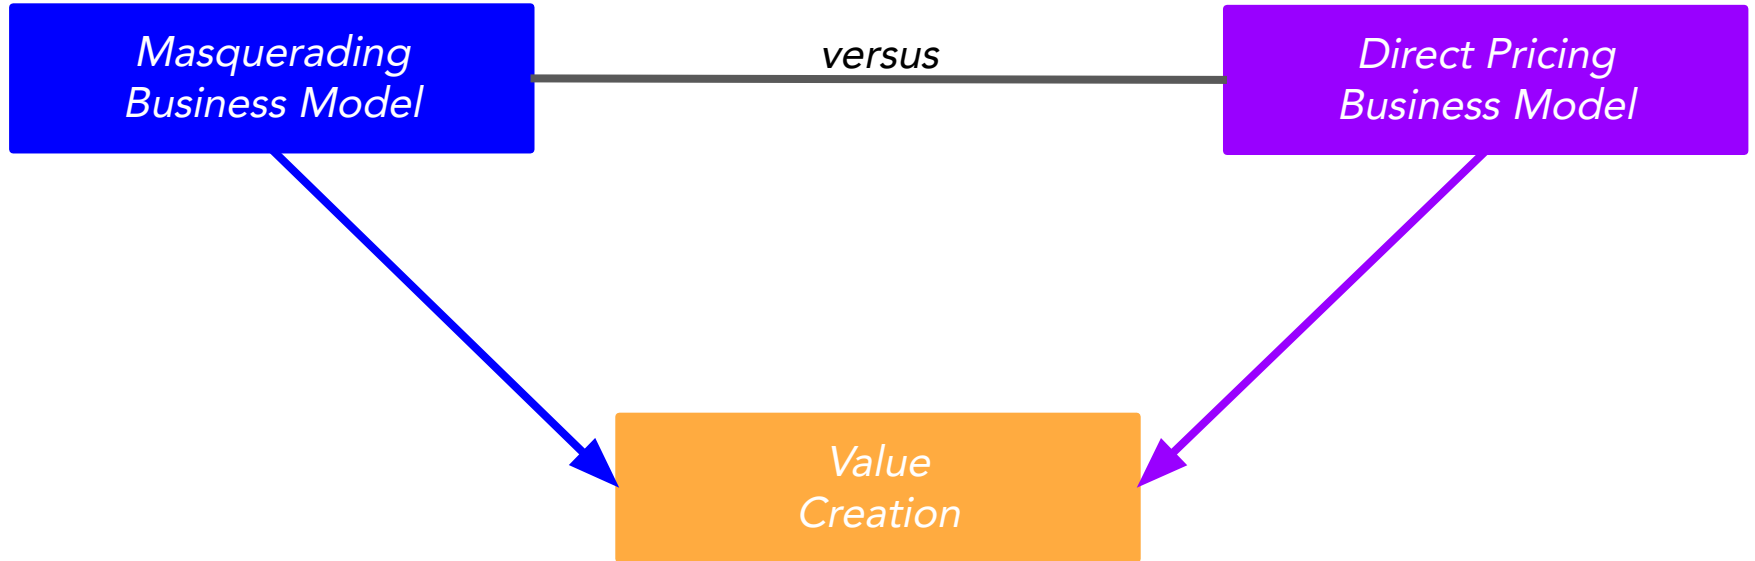 Masquerading
Business Model
versus
Direct Pricing
Business Model
Value
Creation